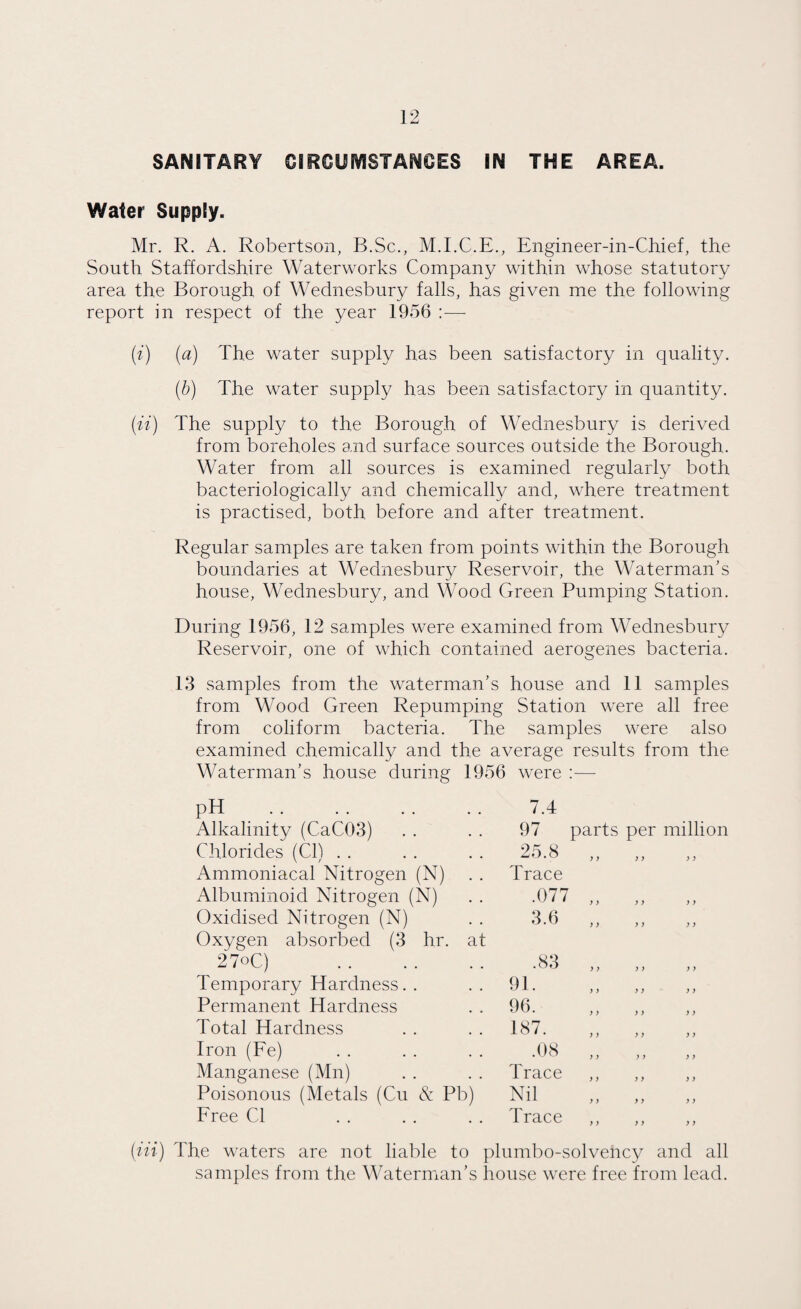 12
SANITARY CIRCUMSTANCES IN THE AREA.
Water Supply.
Mr. R. A. Robertson, B.Sc., M.I.C.E., Engineer-in-Chief, the
South Staffordshire Waterworks Company within whose statutory
area the Borough of Wednesbury falls, has given me the following
report in respect of the year 1956 :—
(i) (a) The water supply has been satisfactory in quality.
(b) The water supply has been satisfactory in quantity.
(ii) The supply to the Borough of Wednesbury is derived
from boreholes and surface sources outside the Borough.
Water from all sources is examined regularly both
bacteriologically and chemically and, where treatment
is practised, both before and after treatment.
Regular samples are taken from points within the Borough
boundaries at Wednesbury Reservoir, the Waterman's
house, Wednesbury, and Wood Green Pumping Station.
During 1956, 12 samples were examined from Wednesbury
Reservoir, one of which contained aerogenes bacteria.
13 samples from the waterman's house and 11 samples
from Wood Green Repumping Station were all free
from coliform bacteria. The samples were also
examined chemically and the average results from the
Waterman's house during 1956 were :—
pH .. .. .. .. 7.4
Alkalinity (CaC03) .. .. 97 parts per million
Chlorides (Cl) .. .. .. 25.8 ,, ,, ,,
Ammoniacal Nitrogen (N) .. Trace
Albuminoid Nitrogen (N) .. .077 ,, ,, ,,
Oxidised Nitrogen (N) .. 3.6 ,, ,, ,,
Oxygen absorbed (3 hr. at
27oC) .. .. .. .83 ,, ,, ,,
Temporary Hardness.. .. 91. ,, ,, ,,
Permanent Hardness .. 96. ,, ,, ,,
Total Hardness .. .. 187. ,, ,, ,,
Iron (Fe) .. .. .. .08 ,, ,, ,,
Manganese (Mn) .. .. Trace ,, ,, ,,
Poisonous (Metals (Cu & Pb) Nil ,, ,, ,,
Free Cl .. .. .. Trace ,, ,, ,,
(iii) The waters are not liable to plumbo-solvency and all
samples from the Waterman's house were free from lead.